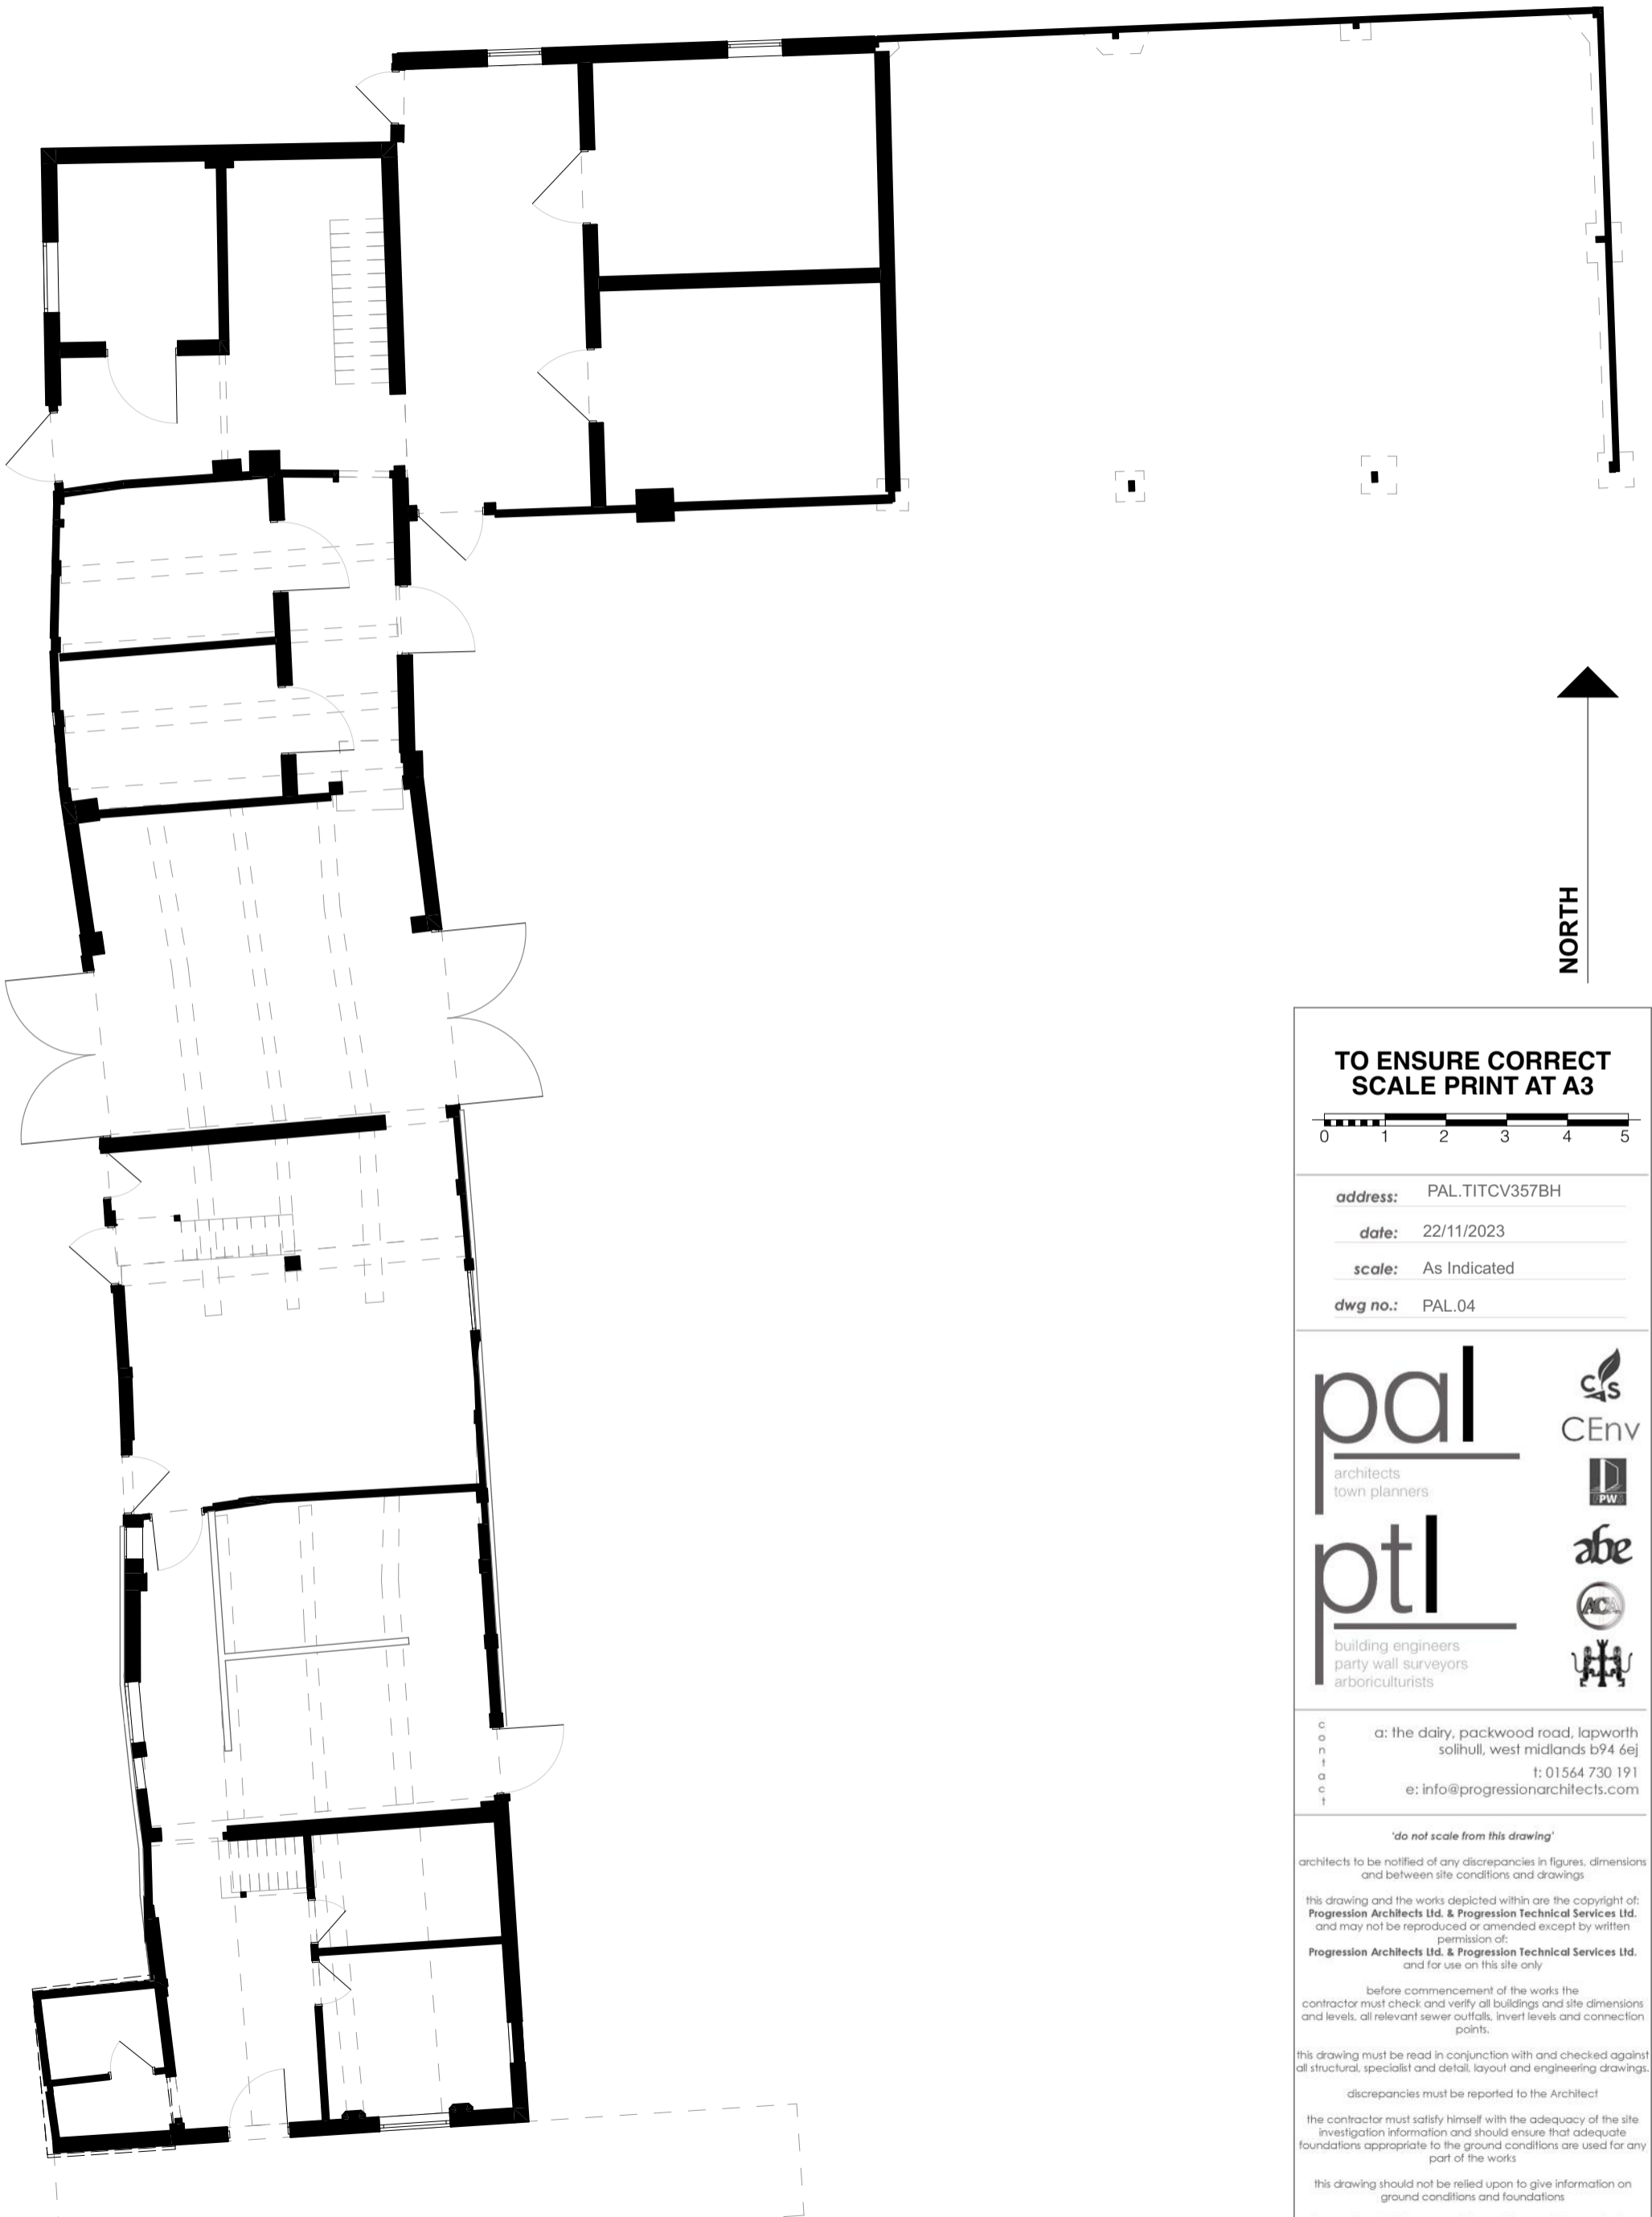 NORTH
TO ENSURE CORRECT
SCALE PRINT AT A3
0 1 2 3 4 5
address: PAL.TITCV357BH
date: 22/11/2023
scale: As Indicated
dwg no.: PAL.04
pal
architects
town planners
ptl
building engineers
party wall surveyors
arboriculturists
CAS
CEnv
PW
abe
ACA
contact
a: the dairy, packwood road, lapworth
solihull, west midlands b94 6ej
t: 01564 730 191
e: info@progressionarchitects.com
'do not scale from this drawing'
architects to be notified of any discrepancies in figures, dimensions
and between site conditions and drawings
this drawing and the works depicted within are the copyright of:
Progression Architects Ltd. & Progression Technical Services Ltd.
and may not be reproduced or amended except by written
permission of:
Progression Architects Ltd. & Progression Technical Services Ltd.
and for use on this site only
before commencement of the works the
contractor must check and verify all buildings and site dimensions
and levels, all relevant sewer outfalls, invert levels and connection
points.
this drawing must be read in conjunction with and checked against
all structural, specialist and detail, layout and engineering drawings.
discrepancies must be reported to the Architect
the contractor must satisfy himself with the adequacy of the site
investigation information and should ensure that adequate
foundations appropriate to the ground conditions are used for any
part of the works
this drawing should not be relied upon to give information on
ground conditions and foundations